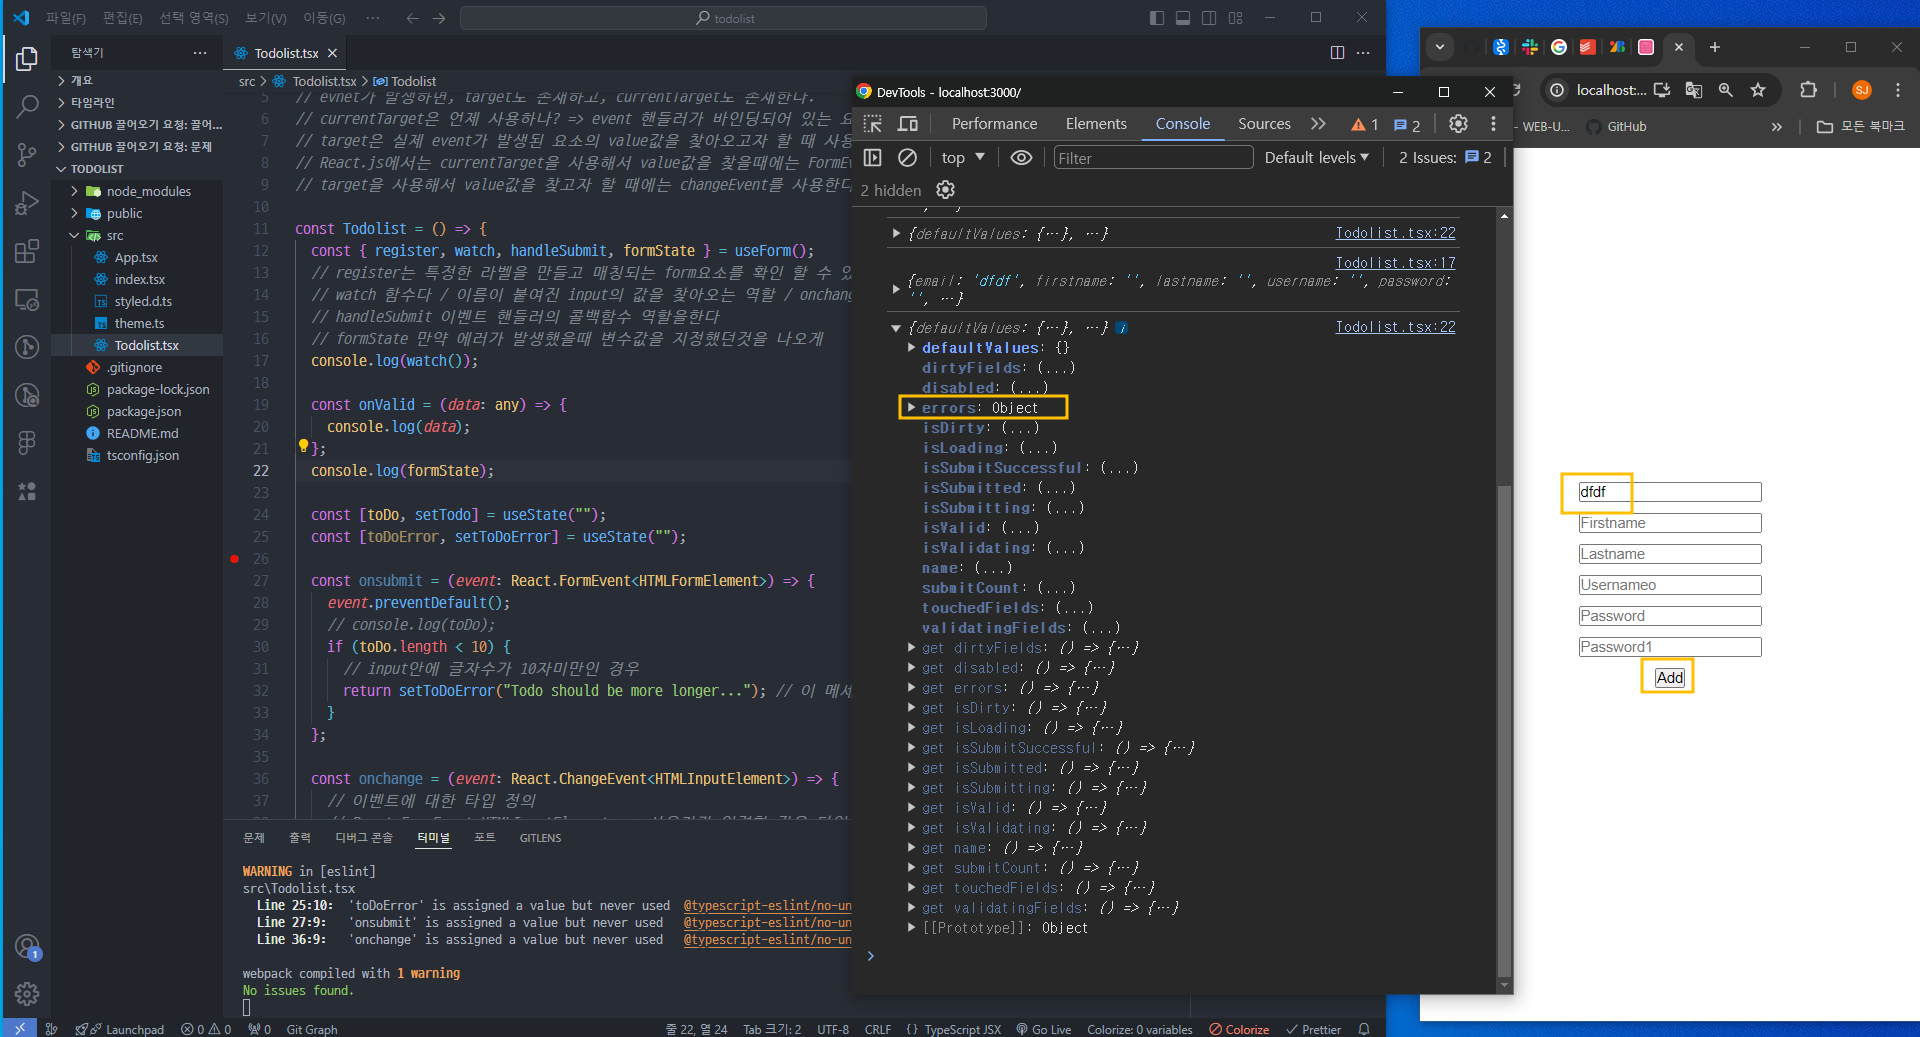 파일(F) 편집(E) 선택 영역(S) 보기(V) 이동(G) ···
todolist
탐색기
개요
타임라인
GITHUB 끌어오기 요청: 끌어...
GITHUB 끌어오기 요청: 문제
TODOLIST
node_modules
public
src
App.tsx
index.tsx
styled.d.ts
theme.ts
Todolist.tsx
.gitignore
package-lock.json
package.json
README.md
tsconfig.json
1
Todolist.tsx
src > Todolist.tsx > Todolist
5 // evnet가 발생하면, target도 존재하고, currentTarget도 존재한다.
6 // currentTarget은 언제 사용하나? => event 핸들러가 바인딩되어 있는 요
7 // target은 실제 event가 발생된 요소의 value값을 찾아오고자 할 때 사용
8 // React.js에서는 currentTarget을 사용해서 value값을 찾을때에는 FormEv
9 // target을 사용해서 value값을 찾고자 할 때에는 changeEvent를 사용한다
10
11 const Todolist = () => {
12 const { register, watch, handleSubmit, formState } = useForm();
13 // register는 특정한 라벨을 만들고 매칭되는 form요소를 확인 할 수 있
14 // watch 함수다 / 이름이 붙여진 input의 값을 찾아오는 역할 / onchang
15 // handleSubmit 이벤트 핸들러의 콜백함수 역할을한다
16 // formState 만약 에러가 발생했을때 변수값을 지정했던것을 나오게
17 console.log(watch());
18
19 const onValid = (data: any) => {
20 console.log(data);
21 };
22 console.log(formState);
23
24 const [toDo, setTodo] = useState("");
25 const [toDoError, setToDoError] = useState("");
26
27 const onsubmit = (event: React.FormEvent<HTMLFormElement>) => {
28 event.preventDefault();
29 // console.log(toDo);
30 if (toDo.length < 10) {
31 // input안에 글자수가 10자미만인 경우
32 return setToDoError("Todo should be more longer..."); // 이 메세
33 }
34 };
35
36 const onchange = (event: React.ChangeEvent<HTMLInputElement>) => {
37 // 이벤트에 대한 타입 정의
문제 출력 디버그 콘솔 터미널 포트 GITLENS
WARNING in [eslint]
src\Todolist.tsx
Line 25:10: 'toDoError' is assigned a value but never used @typescript-eslint/no-un
Line 27:9: 'onsubmit' is assigned a value but never used @typescript-eslint/no-un
Line 36:9: 'onchange' is assigned a value but never used @typescript-eslint/no-un
webpack compiled with 1 warning
No issues found.
Launchpad 0 0 0 Git Graph 줄 22, 열 24 Tab 크기: 2 UTF-8 CRLF {} TypeScript JSX Go Live Colorize: 0 variables Colorize Prettier
DevTools - localhost:3000/
Performance Elements Console Sources 1 2
top Filter Default levels 2 Issues: 2
2 hidden
{defaultValues: {…}, …} Todolist.tsx:22
Todolist.tsx:17
{email: 'dfdf', firstname: '', lastname: '', username: '', password:
'', …}
{defaultValues: {…}, …} i Todolist.tsx:22
defaultValues: {}
dirtyFields: (...)
disabled: (...)
errors: Object
isDirty: (...)
isLoading: (...)
isSubmitSuccessful: (...)
isSubmitted: (...)
isSubmitting: (...)
isValid: (...)
isValidating: (...)
name: (...)
submitCount: (...)
touchedFields: (...)
validatingFields: (...)
get dirtyFields: () => {…}
get disabled: () => {…}
get errors: () => {…}
get isDirty: () => {…}
get isLoading: () => {…}
get isSubmitSuccessful: () => {…}
get isSubmitted: () => {…}
get isSubmitting: () => {…}
get isValid: () => {…}
get isValidating: () => {…}
get name: () => {…}
get submitCount: () => {…}
get touchedFields: () => {…}
get validatingFields: () => {…}
[[Prototype]]: Object
localhost:... SJ
- WEB-U... GitHub » 모든 북마크
dfdf
Firstname
Lastname
Usernameo
Password
Password1
Add